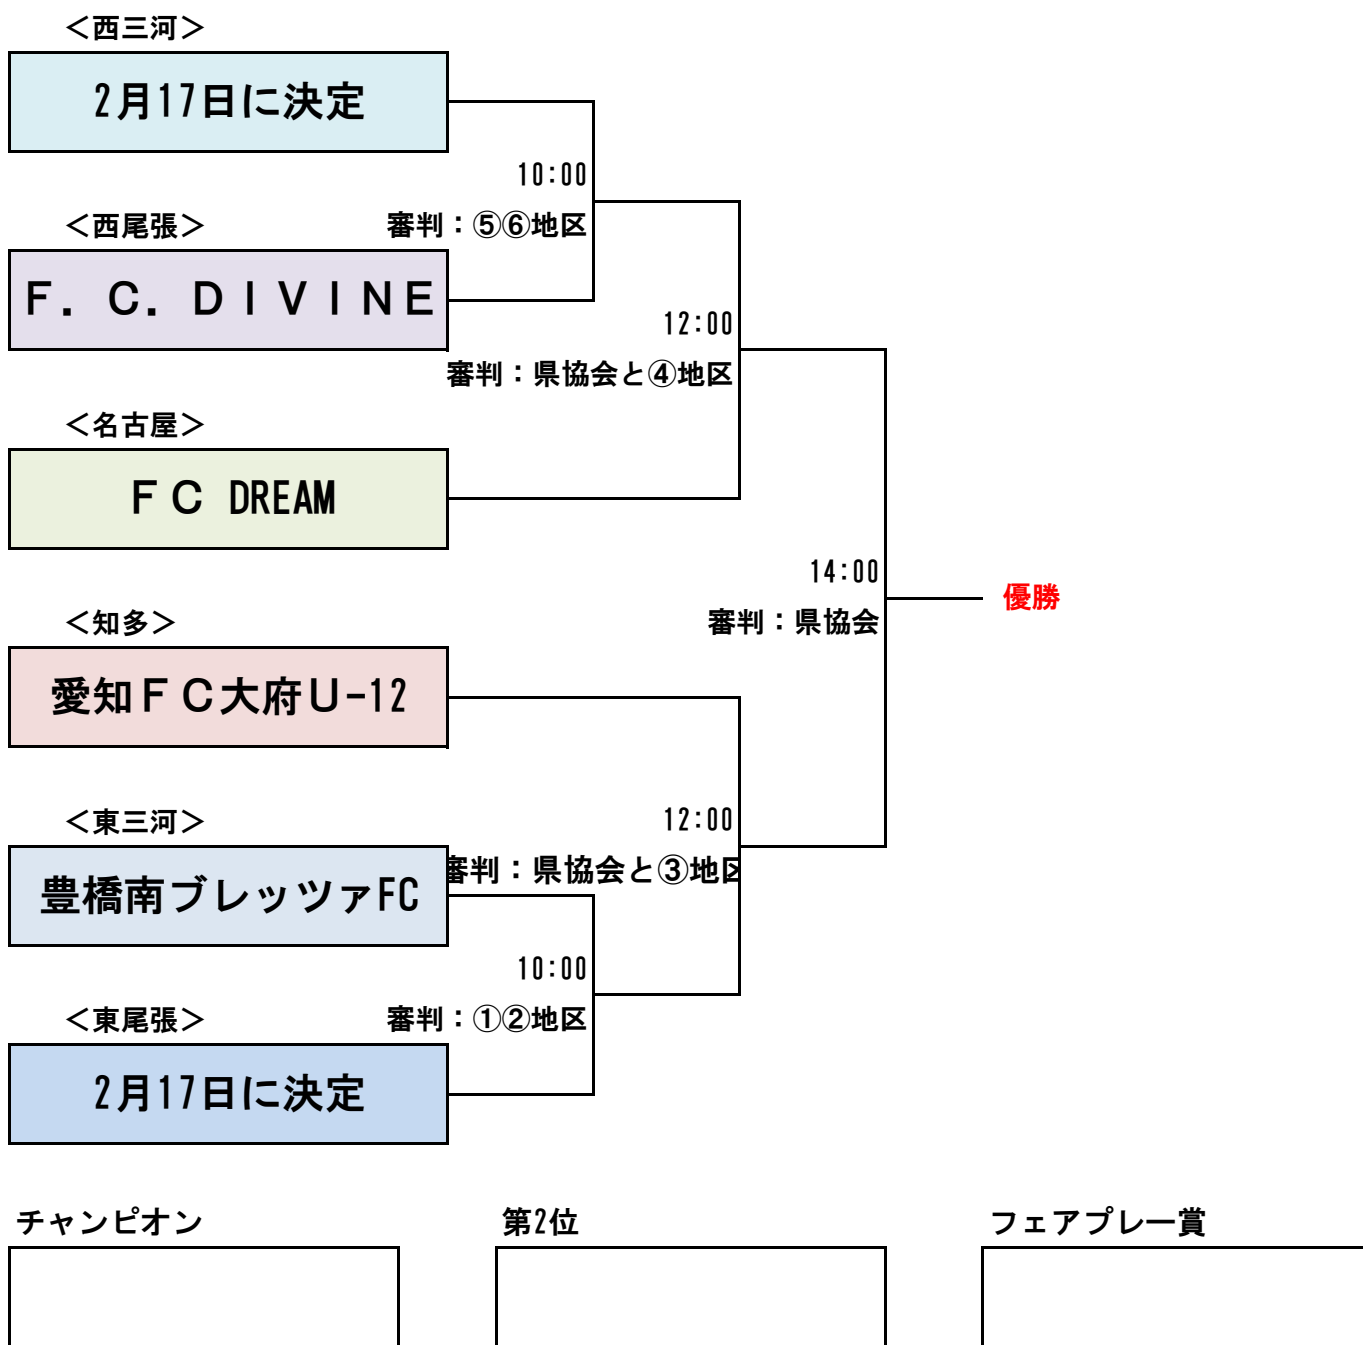 ＜西三河＞
2月17日に決定
10:00
＜西尾張＞
審判：⑤⑥地区
Ｆ．Ｃ．ＤＩＶＩＮＥ
12:00
審判：県協会と④地区
＜名古屋＞
ＦＣ DREAM
14:00
優勝
＜知多＞
審判：県協会
愛知ＦＣ大府Ｕ-12
＜東三河＞
12:00
審判：県協会と③地区
豊橋南ブレッツァFC
10:00
＜東尾張＞
審判：①②地区
2月17日に決定
チャンピオン
第2位
フェアプレー賞